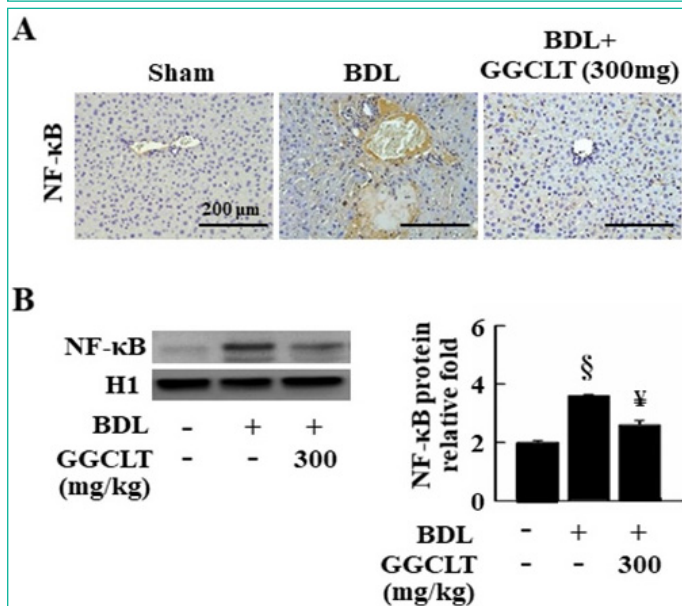 A
Sham
BDL
BDL+
GGCLT (300mg)
NF-κB
200 μm
B
NF-κB
H1
BDL - + +
GGCLT - - 300
(mg/kg)
NF-κB protein
relative fold
6
4
2
0
§
¥
BDL - + +
GGCLT - - 300
(mg/kg)